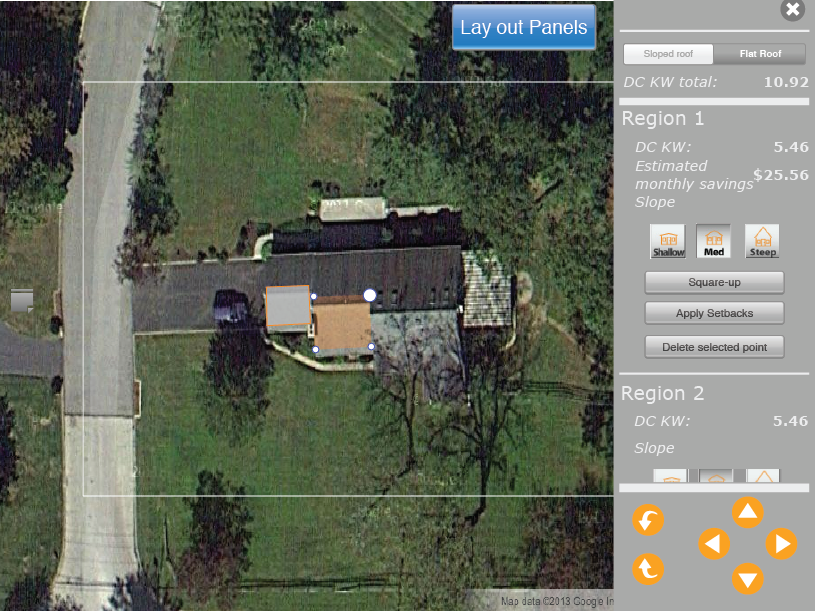 Lay out Panels
Sloped roof
Flat Roof
DC KW total: 10.92
Region 1
DC KW: 5.46
Estimated
monthly savings $25.56
Slope
Shallow
Med
Steep
Square-up
Apply Setbacks
Delete selected point
Region 2
DC KW: 5.46
Slope
Map data ©2013 Google In